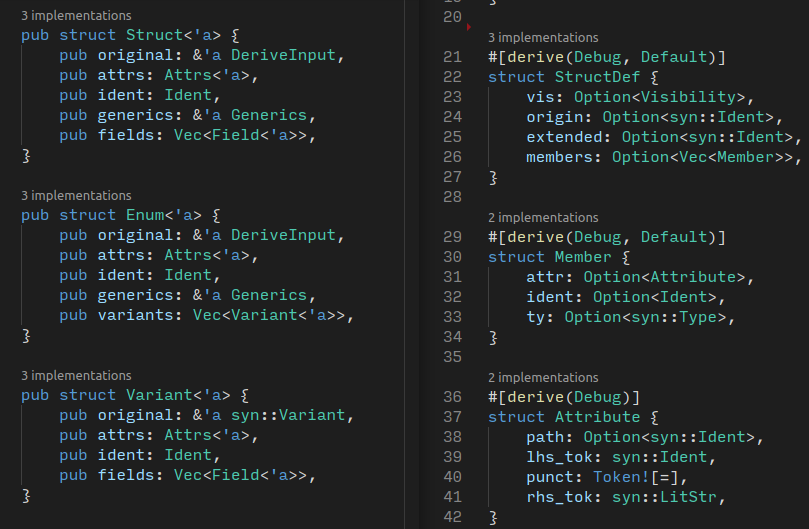 3 implementations
pub struct Struct<'a> {
pub original: &'a DeriveInput,
pub attrs: Attrs<'a>,
pub ident: Ident,
pub generics: &'a Generics,
pub fields: Vec<Field<'a>>,
}
3 implementations
pub struct Enum<'a> {
pub original: &'a DeriveInput,
pub attrs: Attrs<'a>,
pub ident: Ident,
pub generics: &'a Generics,
pub variants: Vec<Variant<'a>>,
}
3 implementations
pub struct Variant<'a> {
pub original: &'a syn::Variant,
pub attrs: Attrs<'a>,
pub ident: Ident,
pub fields: Vec<Field<'a>>,
}
20
3 implementations
21 #[derive(Debug, Default)]
22 struct StructDef {
23 vis: Option<Visibility>,
24 origin: Option<syn::Ident>,
25 extended: Option<syn::Ident>,
26 members: Option<Vec<Member>>,
27 }
28
2 implementations
29 #[derive(Debug, Default)]
30 struct Member {
31 attr: Option<Attribute>,
32 ident: Option<Ident>,
33 ty: Option<syn::Type>,
34 }
35
2 implementations
36 #[derive(Debug)]
37 struct Attribute {
38 path: Option<syn::Ident>,
39 lhs_tok: syn::Ident,
40 punct: Token![=],
41 rhs_tok: syn::LitStr,
42 }